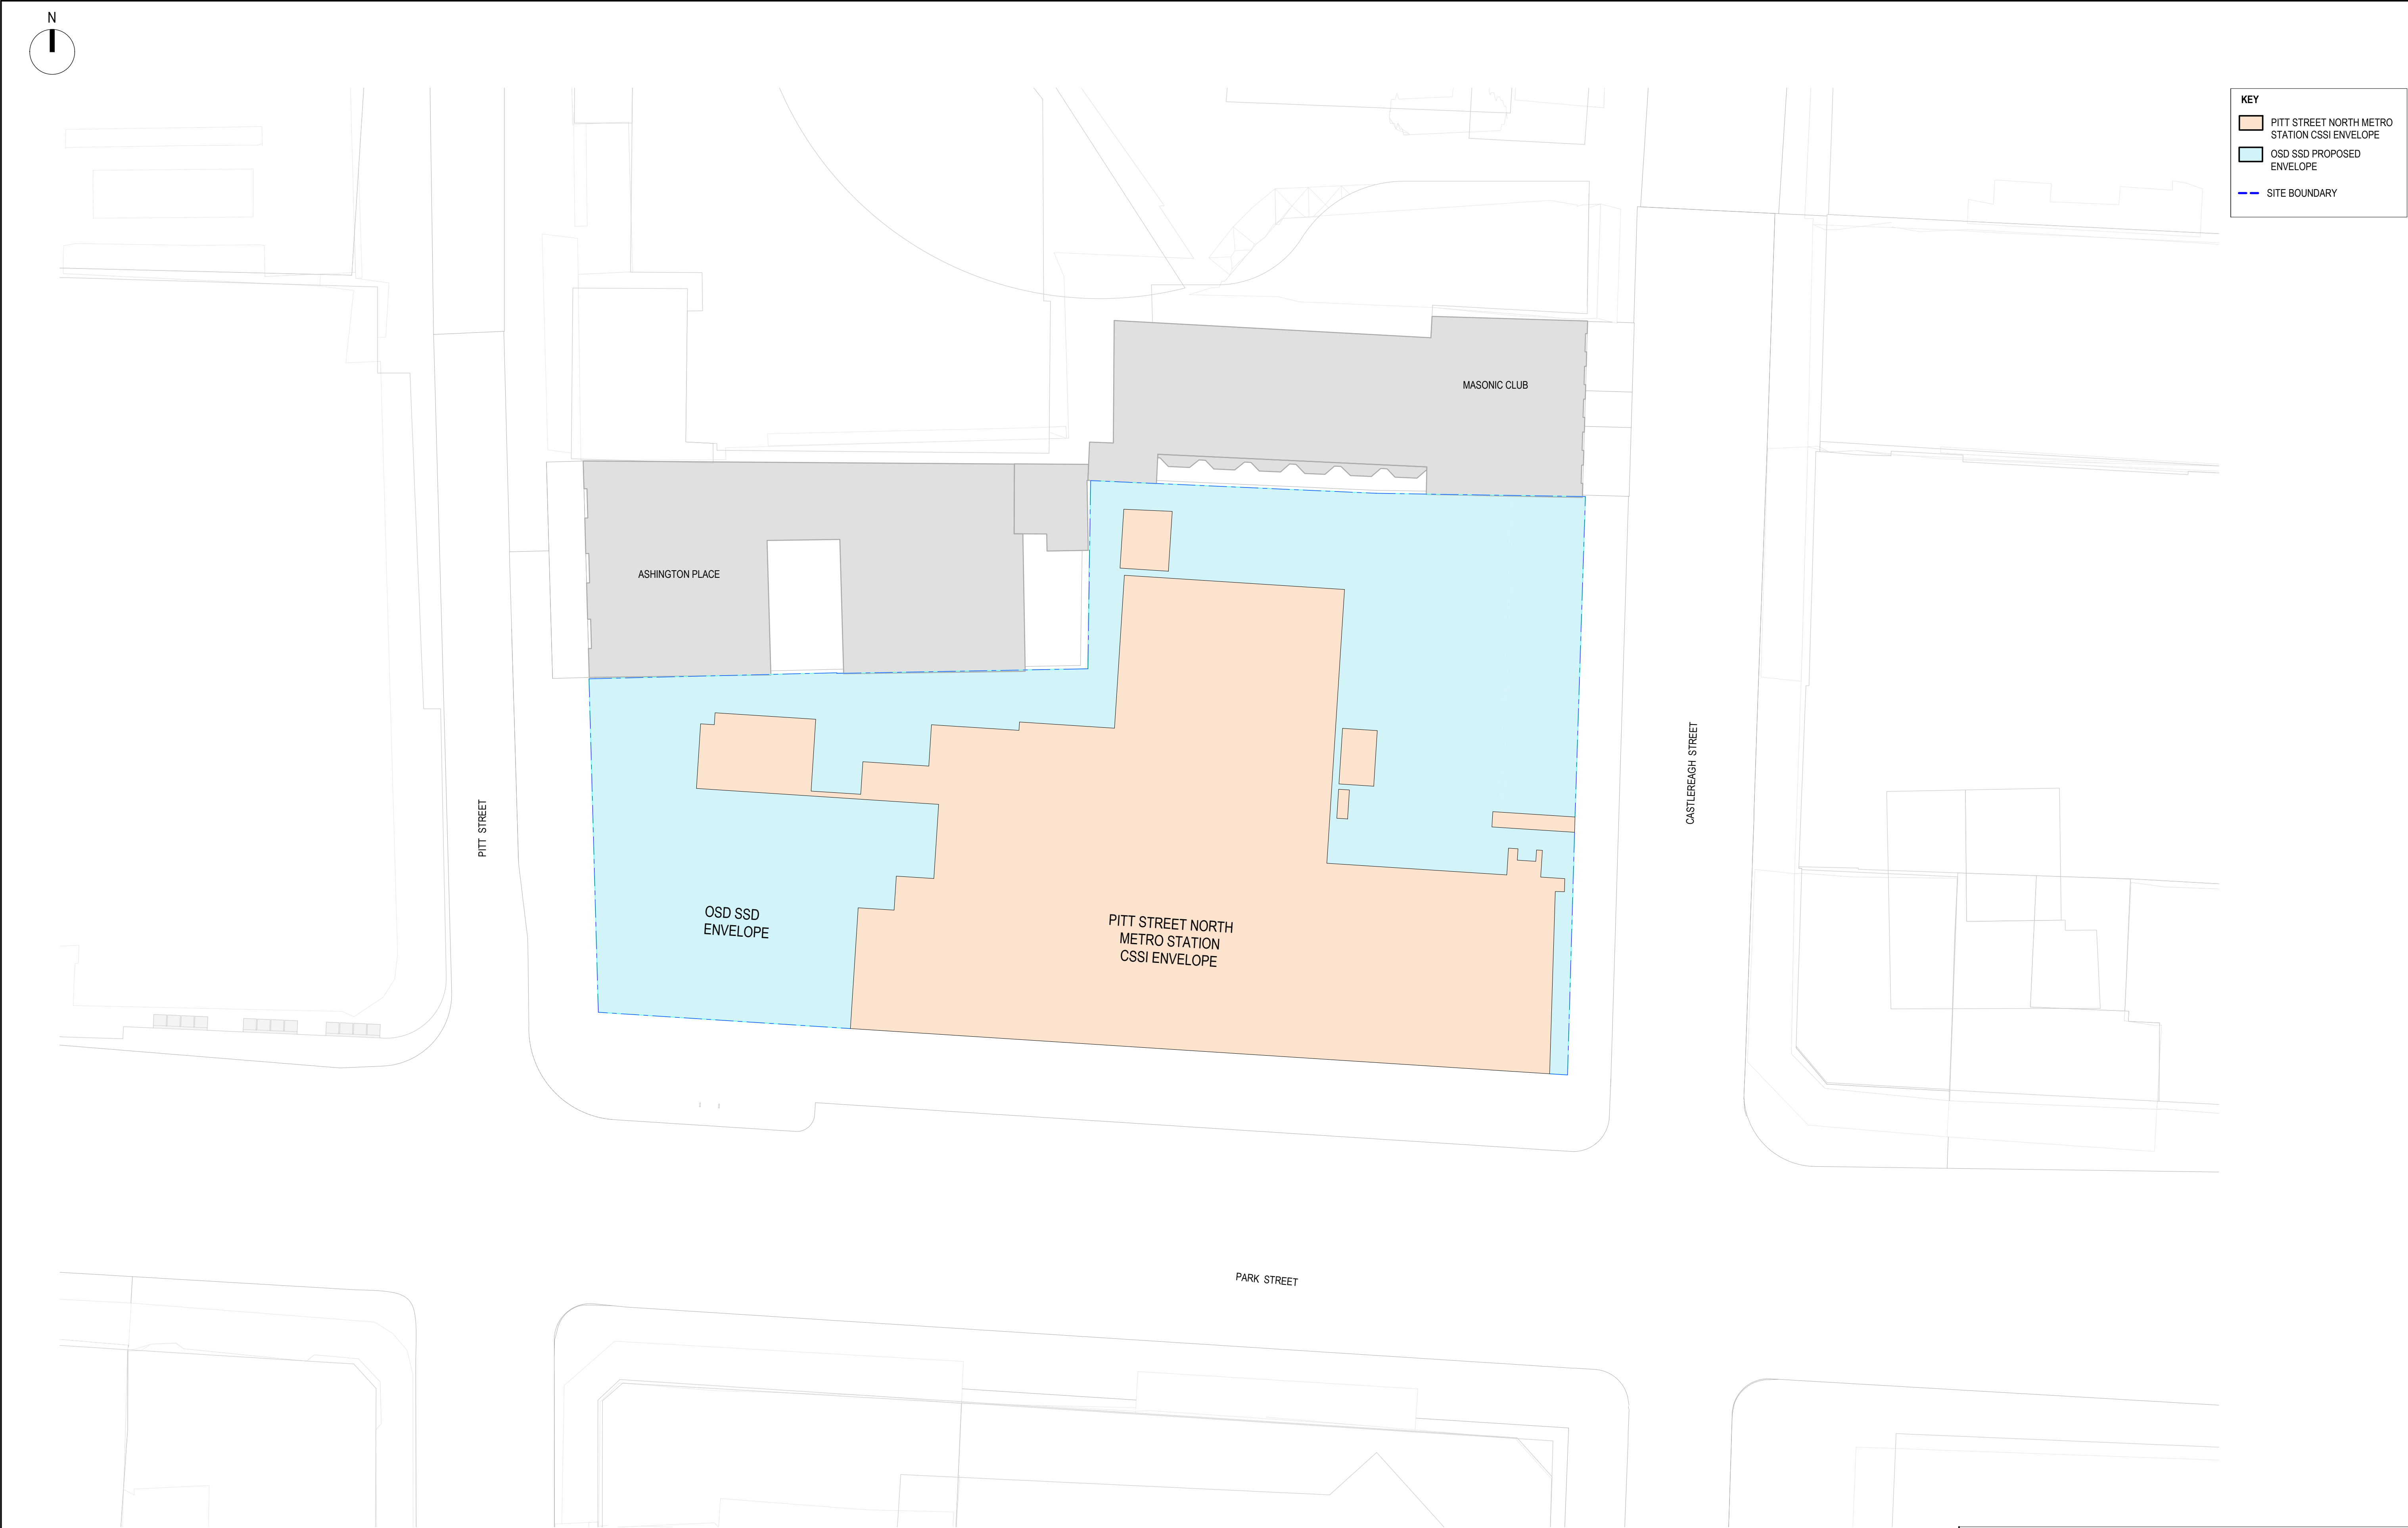 N
KEY
PITT STREET NORTH METRO
STATION CSSI ENVELOPE
OSD SSD PROPOSED
ENVELOPE
SITE BOUNDARY
MASONIC CLUB
ASHINGTON PLACE
PITT STREET
CASTLEREAGH STREET
OSD SSD
ENVELOPE
PITT STREET NORTH
METRO STATION
CSSI ENVELOPE
PARK STREET